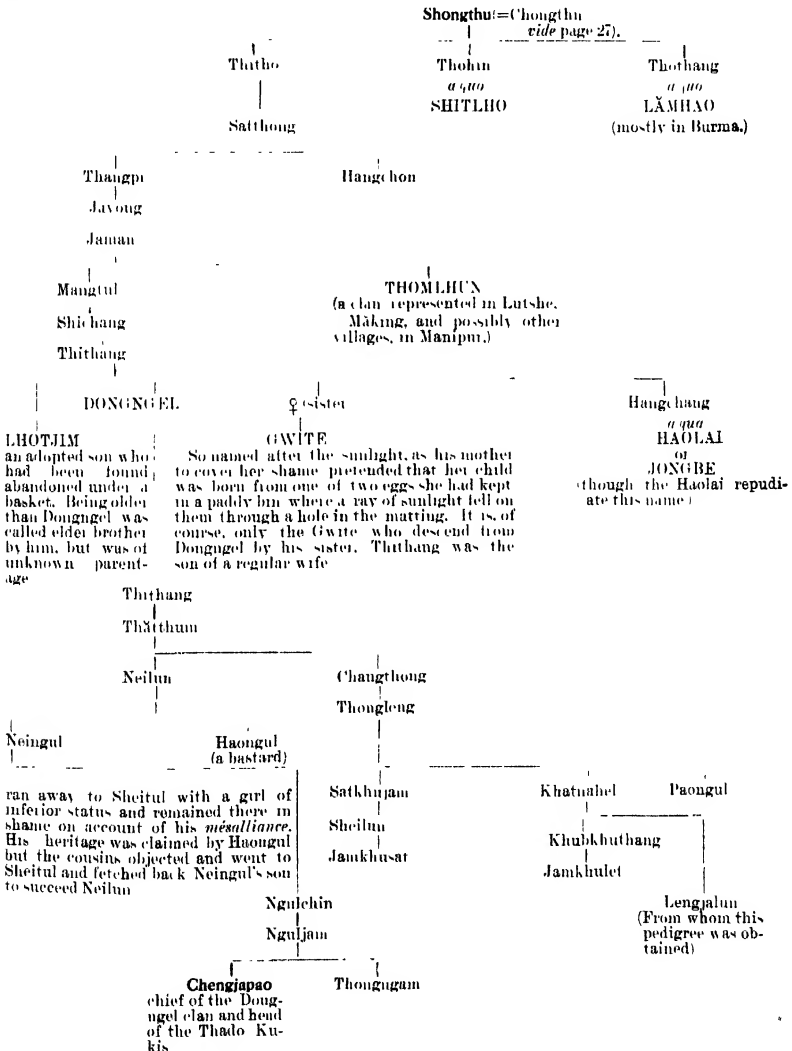 Shongthu=Chongthu
vide page 27).
Thitho Thohin Thothang
a quo a quo
SHITLHO LĂMHAO
Satthong (mostly in Burma.)
Thangpi Hangchon
Javong
Jaman
Mangtul THOMLHUN
(a clan represented in Lutshe,
Shichang Măking, and possibly other
villages, in Manipur.)
Thithang
DONGNGEL ♀ sister Hangchang
a qua
LHOTJIM
an adopted son who
had been found
abandoned under a
basket. Being older
than Dongngel was
called elder brother
by him, but was of
unknown parent-
age
GWITE
So named after the sunlight, as his mother
to cover her shame pretended that her child
was born from one of two eggs she had kept
in a paddy bin where a ray of sunlight fell on
them through a hole in the matting. It is, of
course, only the Gwite who descend from
Dongngel by his sister. Thithang was the
son of a regular wife
HAOLAI
or
JONGBE
(though the Haolai repudi-
ate this name)
Thithang
Thătthum
Neilun Changthong
Thongleng
Neingul Haongul
(a bastard)
ran away to Sheitul with a girl of
inferior status and remained there in
shame on account of his mésalliance.
His heritage was claimed by Haongul
but the cousins objected and went to
Sheitul and fetched back Neingul's son
to succeed Neilun
Satkhujam Khatnahel Paongul
Sheilun Khubkhuthang
Jamkhusat Jamkhulet
Ngulchin Lengjalun
(From whom this
Nguljam pedigree was ob-
tained)
Chengjapao Thongugam
chief of the Dong-
ngel clan and head
of the Thado Ku-
kis